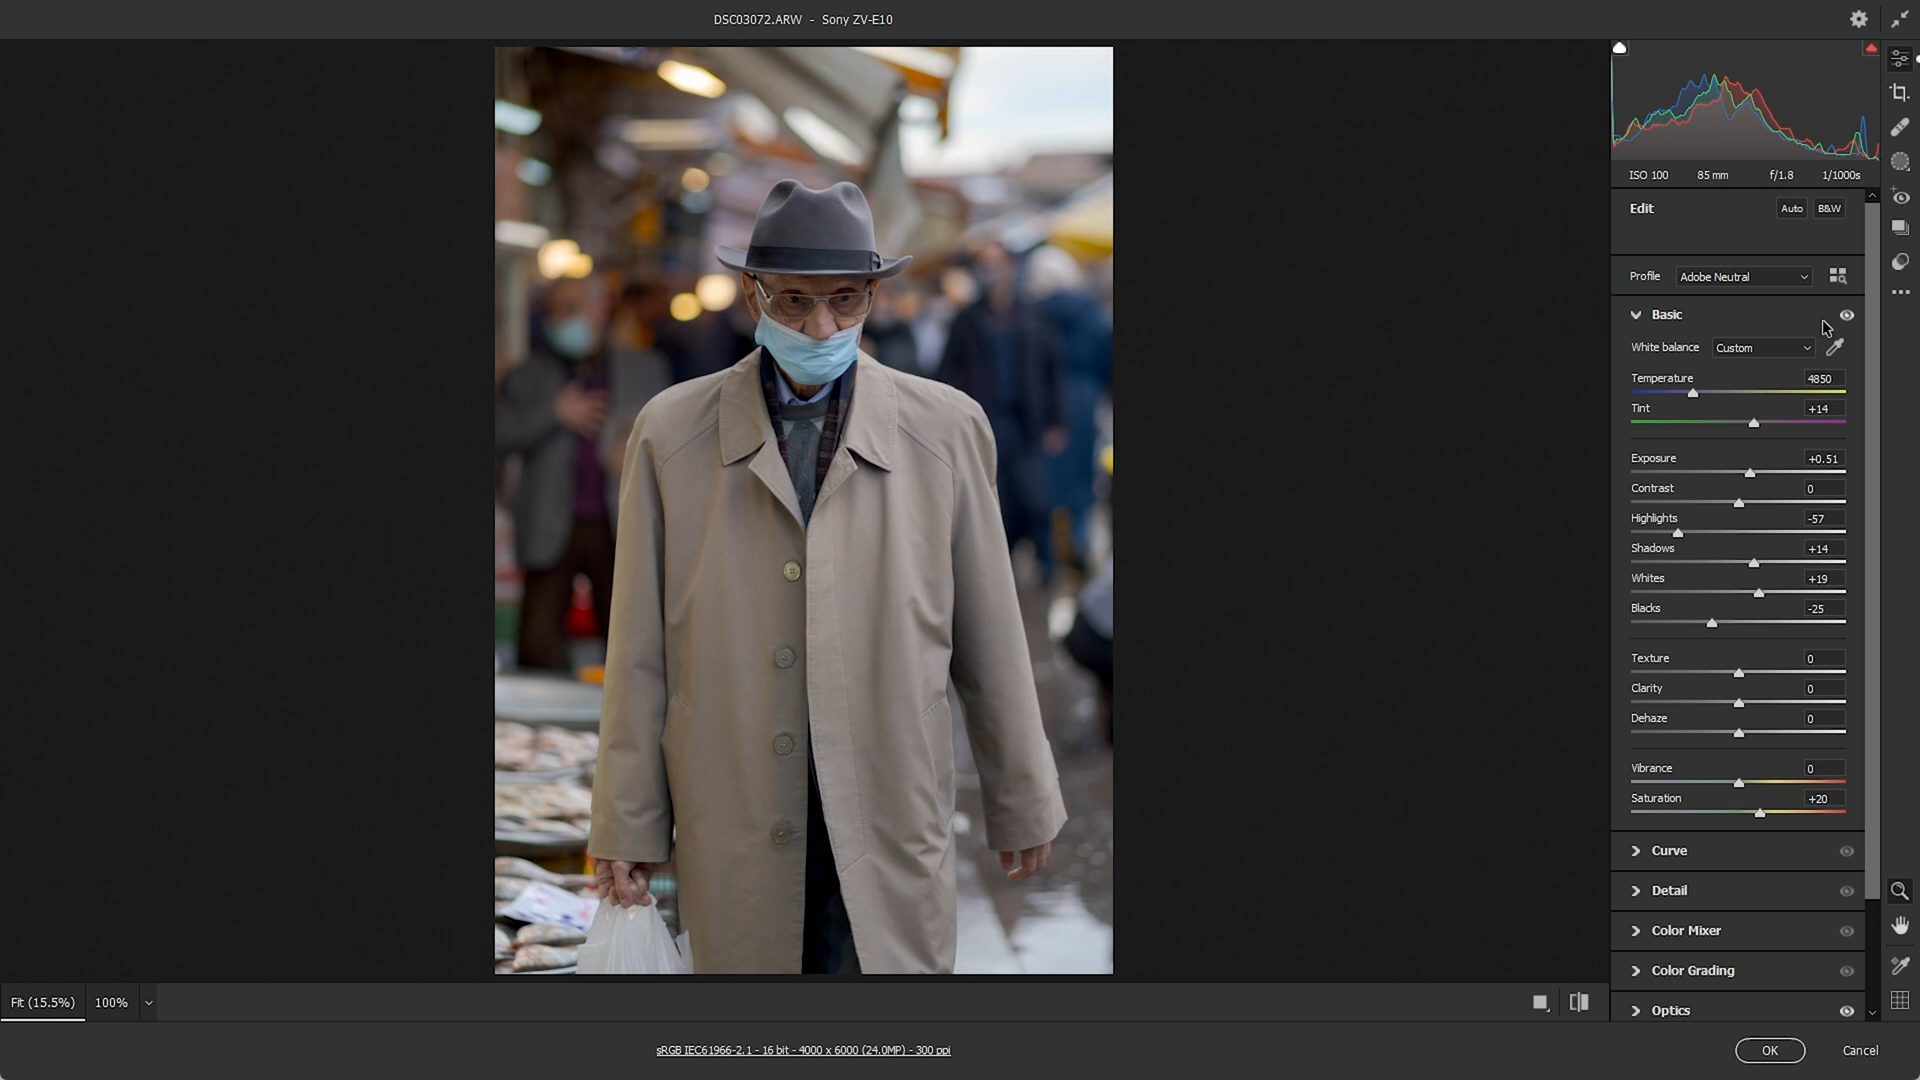 DSC03072.ARW - Sony ZV-E10
ISO 100 85 mm f/1.8 1/1000s
Edit Auto B&W
Profile Adobe Neutral
Basic
White balance Custom
Temperature 4850
Tint +14
Exposure +0.51
Contrast 0
Highlights -57
Shadows +14
Whites +19
Blacks -25
Texture 0
Clarity 0
Dehaze 0
Vibrance 0
Saturation +20
Curve
Detail
Color Mixer
Color Grading
Optics
Fit (15.5%) 100%
sRGB IEC61966-2.1 - 16 bit - 4000 x 6000 (24.0MP) - 300 ppi
OK Cancel